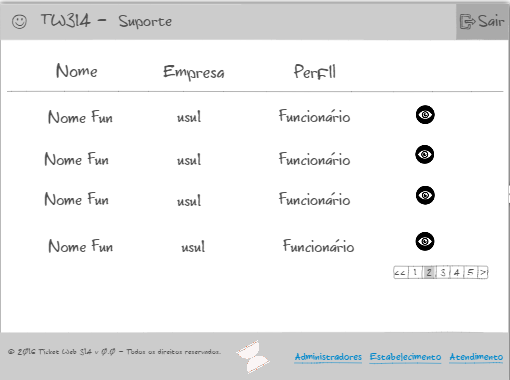 TW314 - Suporte Sair
Nome Empresa Perfil
Nome Fun usul Funcionário
Nome Fun usul Funcionário
Nome Fun usul Funcionário
Nome Fun usul Funcionário
<< 1 2 3 4 5 >
© 2016 Ticket Web 314 v 0.0 - Todos os direitos reservados. Administradores Estabelecimento Atendimento